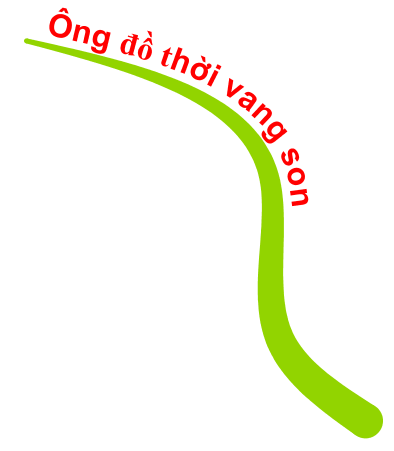 Ông đồ thời vang son